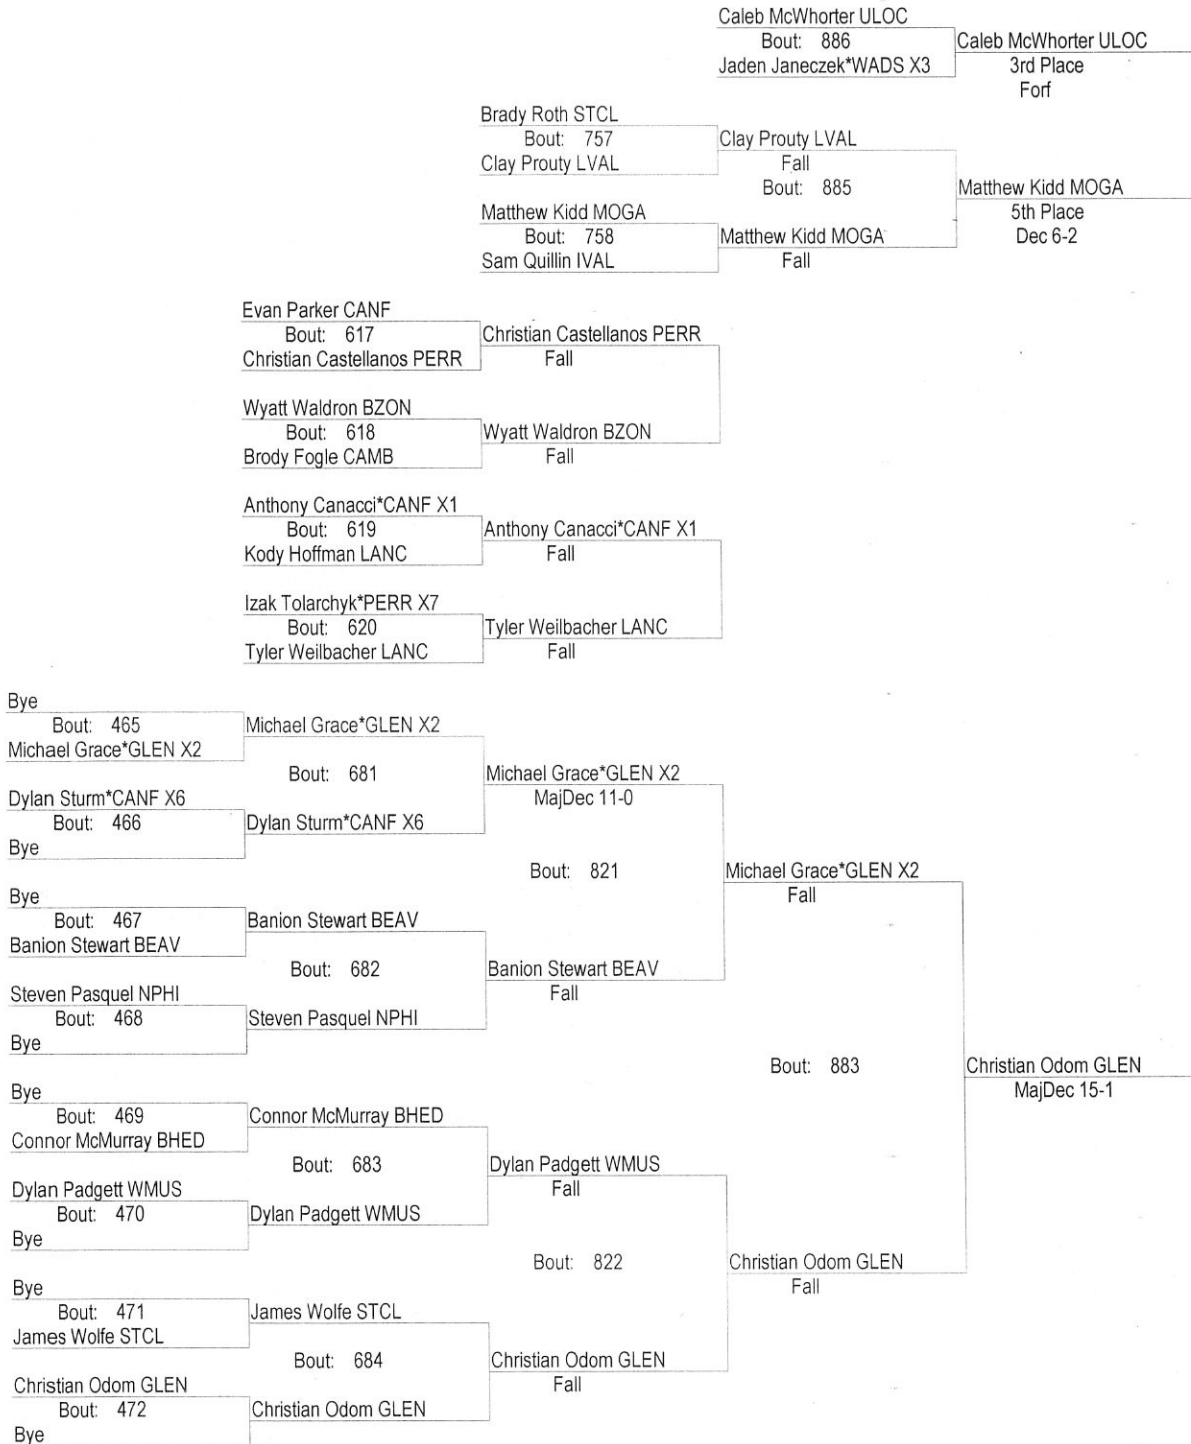 Caleb McWhorter ULOC
Bout: 886
Jaden Janeczek*WADS X3
Caleb McWhorter ULOC
3rd Place
Forf
Brady Roth STCL
Bout: 757
Clay Prouty LVAL
Clay Prouty LVAL
Fall
Bout: 885
Matthew Kidd MOGA
5th Place
Dec 6-2
Matthew Kidd MOGA
Bout: 758
Sam Quillin IVAL
Matthew Kidd MOGA
Fall
Evan Parker CANF
Bout: 617
Christian Castellanos PERR
Christian Castellanos PERR
Fall
Wyatt Waldron BZON
Bout: 618
Brody Fogle CAMB
Wyatt Waldron BZON
Fall
Anthony Canacci*CANF X1
Bout: 619
Kody Hoffman LANC
Anthony Canacci*CANF X1
Fall
Izak Tolarchyk*PERR X7
Bout: 620
Tyler Weilbacher LANC
Tyler Weilbacher LANC
Fall
Bye
Bout: 465
Michael Grace*GLEN X2
Michael Grace*GLEN X2
Bout: 681
Michael Grace*GLEN X2
MajDec 11-0
Dylan Sturm*CANF X6
Bout: 466
Bye
Dylan Sturm*CANF X6
Bout: 821
Michael Grace*GLEN X2
Fall
Bye
Bout: 467
Banion Stewart BEAV
Banion Stewart BEAV
Bout: 682
Banion Stewart BEAV
Fall
Steven Pasquel NPHI
Bout: 468
Bye
Steven Pasquel NPHI
Bout: 883
Christian Odom GLEN
MajDec 15-1
Bye
Bout: 469
Connor McMurray BHED
Connor McMurray BHED
Bout: 683
Dylan Padgett WMUS
Fall
Dylan Padgett WMUS
Bout: 470
Bye
Dylan Padgett WMUS
Bout: 822
Christian Odom GLEN
Fall
Bye
Bout: 471
James Wolfe STCL
James Wolfe STCL
Bout: 684
Christian Odom GLEN
Fall
Christian Odom GLEN
Bout: 472
Bye
Christian Odom GLEN